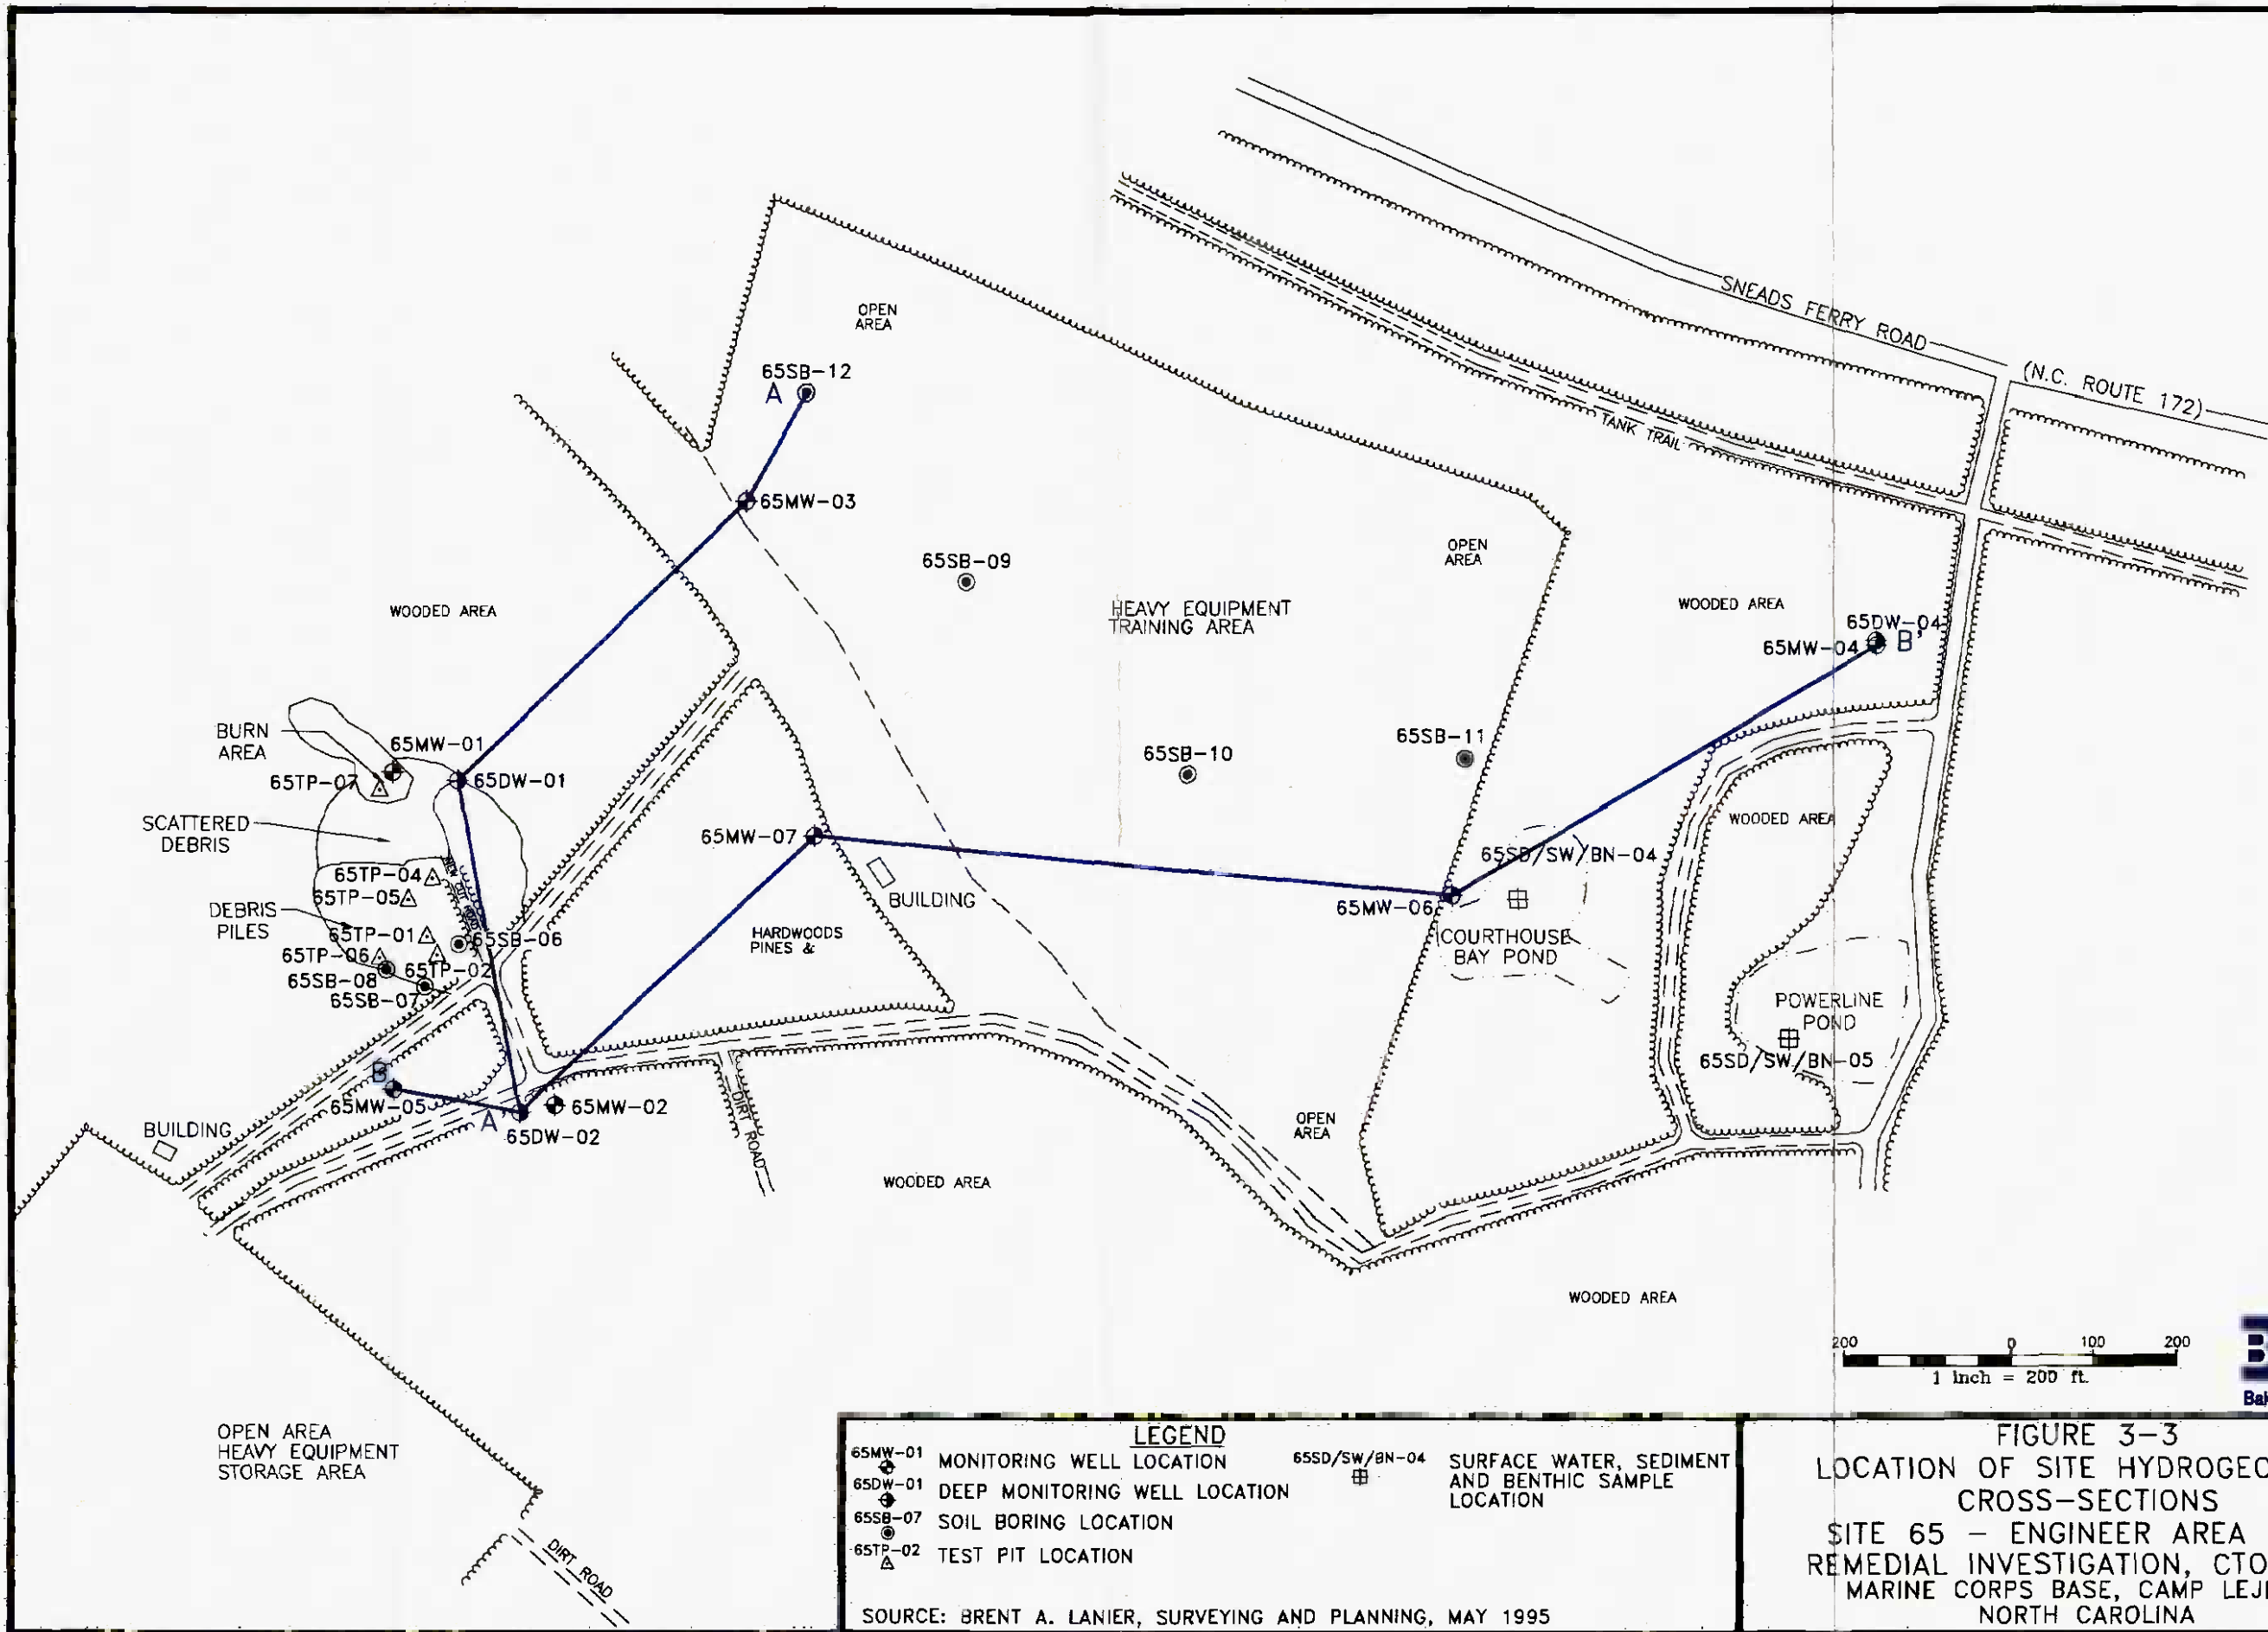 SNEADS FERRY ROAD
(N.C. ROUTE 172)
TANK TRAIL
OPEN
AREA
65SB-12
A
65MW-03
65SB-09
OPEN
AREA
HEAVY EQUIPMENT
TRAINING AREA
WOODED AREA
WOODED AREA
65DW-04
65MW-04
B'
BURN
AREA
65MW-01
65TP-07
65DW-01
65SB-11
65SB-10
SCATTERED
DEBRIS
65MW-07
WOODED AREA
65SD/SW/BN-04
NEW CUT ROAD
65TP-04
65TP-05
BUILDING
65MW-06
DEBRIS
PILES
65TP-01
65SB-06
65TP-06
65TP-02
65SB-08
65SB-07
HARDWOODS
PINES &
COURTHOUSE
BAY POND
POWERLINE
POND
65SD/SW/BN-05
B
65MW-05
A'
65MW-02
65DW-02
DIRT ROAD
BUILDING
OPEN
AREA
WOODED AREA
WOODED AREA
200 0 100 200
1 inch = 200 ft.
OPEN AREA
HEAVY EQUIPMENT
STORAGE AREA
DIRT ROAD
LEGEND
65MW-01 MONITORING WELL LOCATION
65DW-01 DEEP MONITORING WELL LOCATION
65SB-07 SOIL BORING LOCATION
65TP-02 TEST PIT LOCATION
65SD/SW/BN-04 SURFACE WATER, SEDIMENT
AND BENTHIC SAMPLE
LOCATION
SOURCE: BRENT A. LANIER, SURVEYING AND PLANNING, MAY 1995
FIGURE 3-3
LOCATION OF SITE HYDROGEO
CROSS-SECTIONS
SITE 65 - ENGINEER AREA
REMEDIAL INVESTIGATION, CTO
MARINE CORPS BASE, CAMP LEJ
NORTH CAROLINA